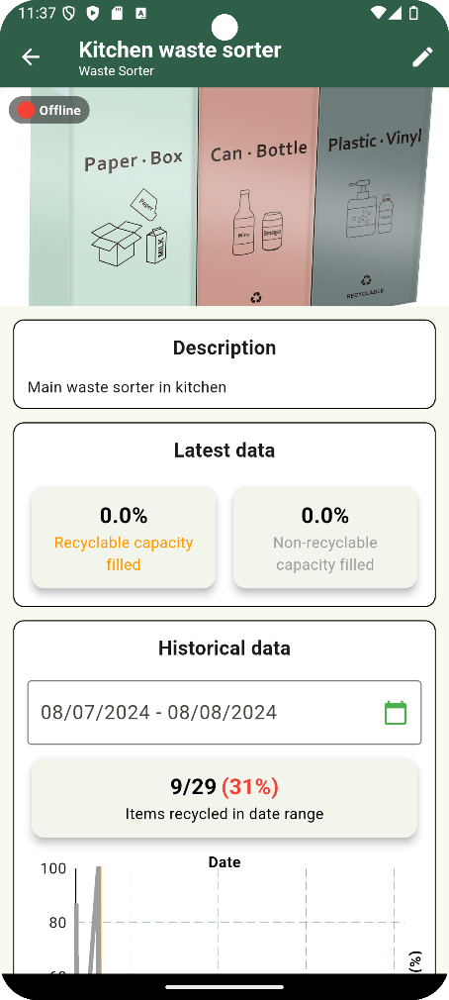 11:37
Kitchen waste sorter
Waste Sorter
Offline
Paper · Box
Can · Bottle
Plastic · Vinyl
Paper
MILK
Wine
Beverages
RECYCLABLE
Description
Main waste sorter in kitchen
Latest data
0.0%
Recyclable capacity
filled
0.0%
Non-recyclable
capacity filled
Historical data
08/07/2024 - 08/08/2024
9/29 (31%)
Items recycled in date range
Date
100
80
(%)